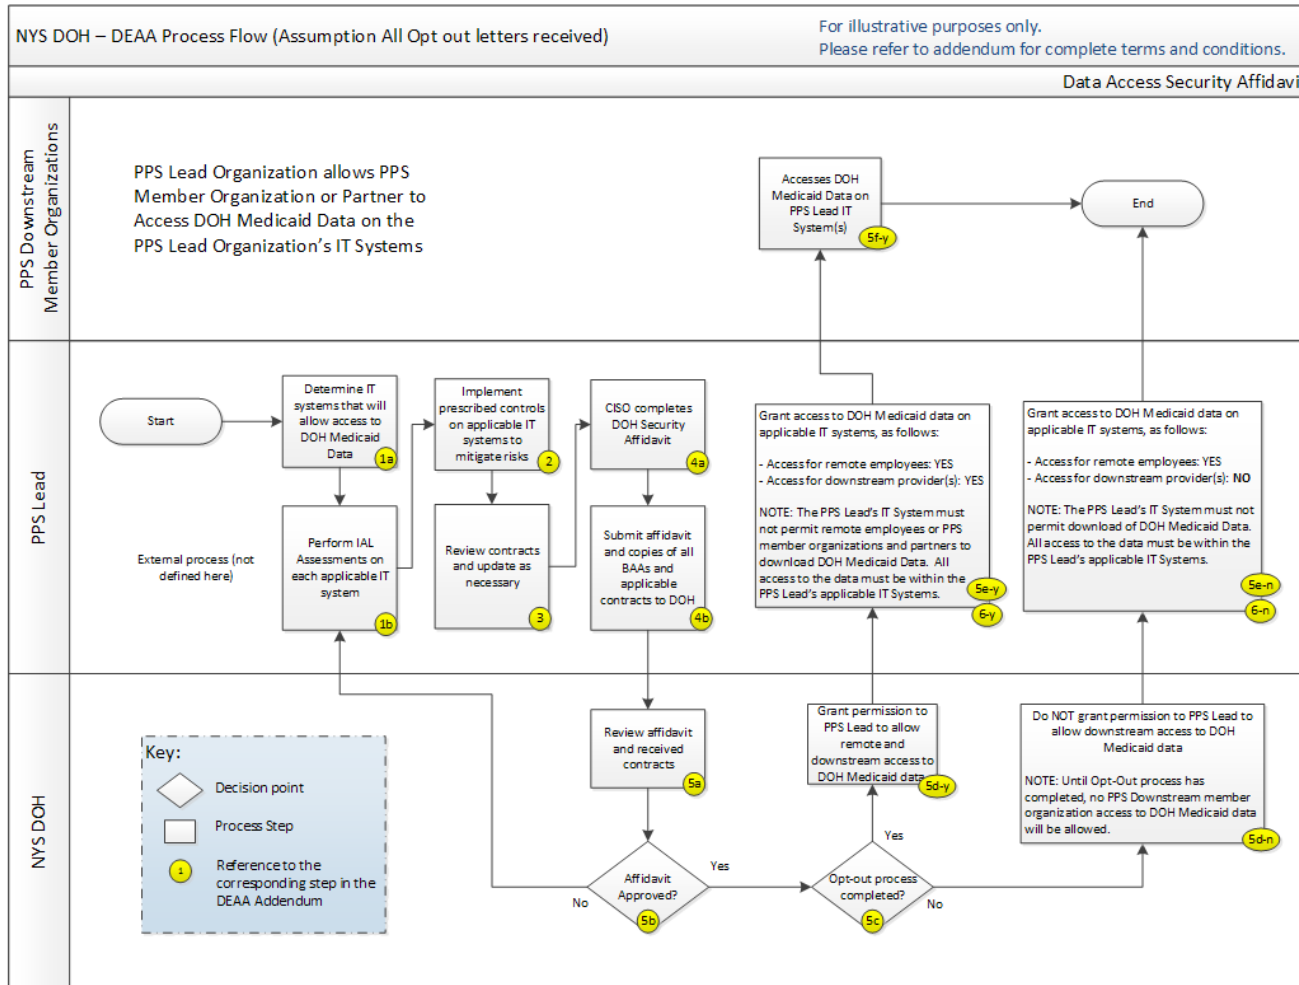 NYS DOH – DEAA Process Flow (Assumption All Opt out letters received)
For illustrative purposes only.
Please refer to addendum for complete terms and conditions.
Data Access Security Affidavi
PPS Downstream
Member Organizations
PPS Lead Organization allows PPS
Member Organization or Partner to
Access DOH Medicaid Data on the
PPS Lead Organization's IT Systems
Accesses DOH
Medicaid Data on
PPS Lead IT
System(s)
5f-y
End
PPS Lead
Start
Determine IT
systems that will
allow access to
DOH Medicaid
Data
1a
External process (not
defined here)
Perform IAL
Assessments on
each applicable IT
system
1b
Implement
prescribed controls
on applicable IT
systems to
mitigate risks
2
Review contracts
and update as
necessary
3
CISO completes
DOH Security
Affidavit
4a
Submit affidavit
and copies of all
BAAs and
applicable
contracts to DOH
4b
Grant access to DOH Medicaid data on
applicable IT systems, as follows:
- Access for remote employees: YES
- Access for downstream provider(s): YES
NOTE: The PPS Lead's IT System must
not permit remote employees or PPS
member organizations and partners to
download DOH Medicaid Data. All
access to the data must be within the
PPS Lead's applicable IT Systems.
5e-y
6-y
Grant access to DOH Medicaid data on
applicable IT systems, as follows:
- Access for remote employees: YES
- Access for downstream provider(s): NO
NOTE: The PPS Lead's IT System must not
permit download of DOH Medicaid Data.
All access to the data must be within the
PPS Lead's applicable IT Systems.
5e-n
6-n
NYS DOH
Key:
Decision point
Process Step
1
Reference to the
corresponding step in the
DEAA Addendum
Review affidavit
and received
contracts
5a
Affidavit
Approved?
5b
No
Yes
Opt-out process
completed?
5c
Yes
No
Grant permission to
PPS Lead to allow
remote and
downstream access to
DOH Medicaid data
5d-y
Do NOT grant permission to PPS Lead to
allow downstream access to DOH
Medicaid data
NOTE: Until Opt-Out process has
completed, no PPS Downstream member
organization access to DOH Medicaid data
will be allowed.
5d-n